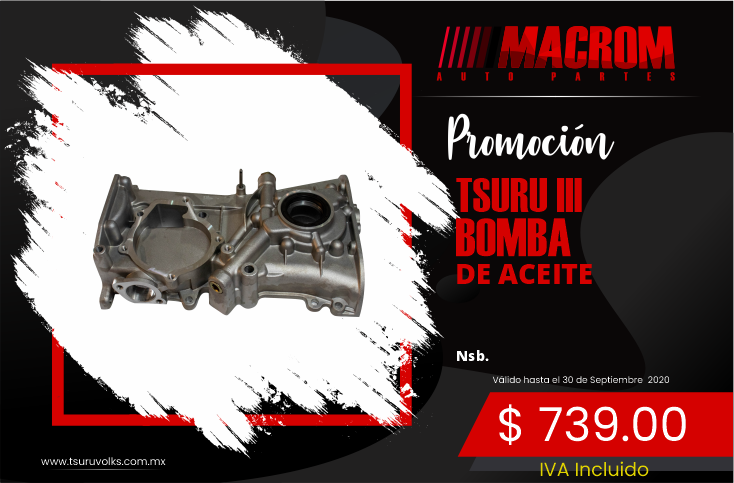 MACROM
AUTO PARTES
Promoción
TSURU III
BOMBA
DE ACEITE
Nsb.
Válido hasta el 30 de Septiembre 2020
$ 739.00
IVA Incluido
www.tsuruvolks.com.mx